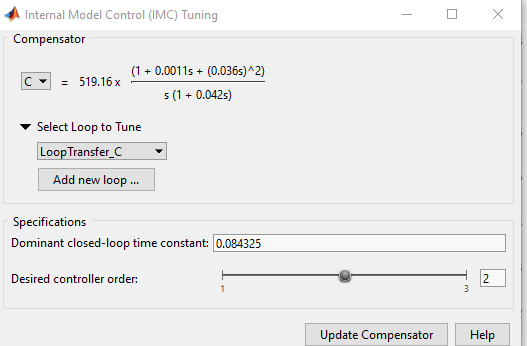 Internal Model Control (IMC) Tuning
Compensator
(1 + 0.0011s + (0.036s)^2)
C = 519.16 x
s (1 + 0.042s)
Select Loop to Tune
LoopTransfer_C
Add new loop ...
Specifications
Dominant closed-loop time constant: 0.084325
Desired controller order: 2
1 3
Update Compensator Help